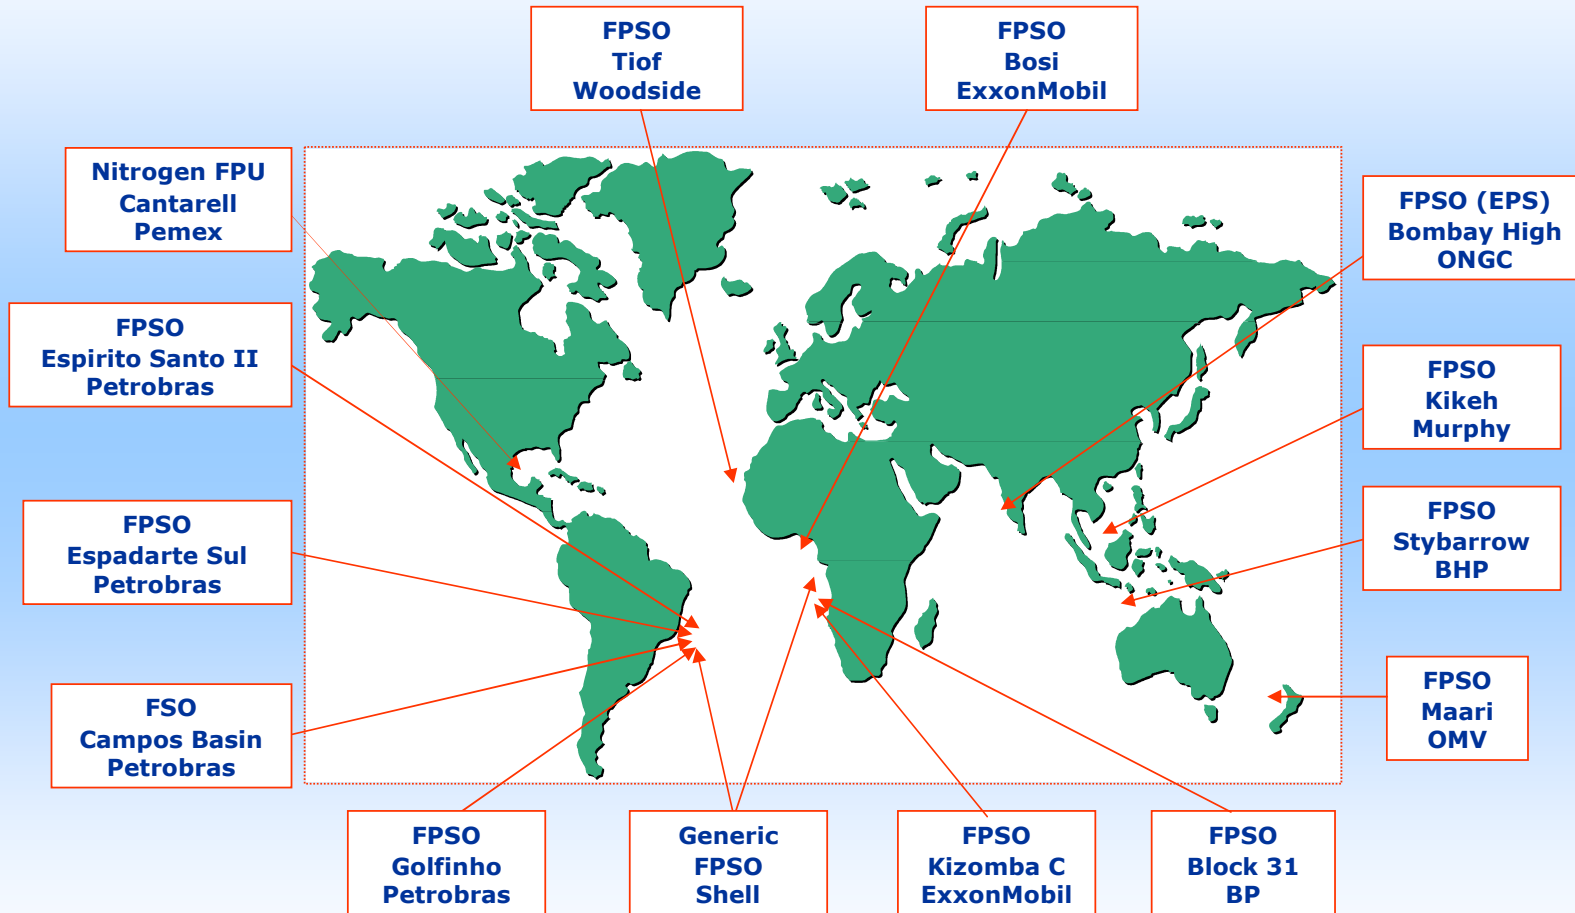 FPSO
Tiof
Woodside
FPSO
Bosi
ExxonMobil
Nitrogen FPU
Cantarell
Pemex
FPSO (EPS)
Bombay High
ONGC
FPSO
Espirito Santo II
Petrobras
FPSO
Kikeh
Murphy
FPSO
Espadarte Sul
Petrobras
FPSO
Stybarrow
BHP
FSO
Campos Basin
Petrobras
FPSO
Maari
OMV
FPSO
Golfinho
Petrobras
Generic
FPSO
Shell
FPSO
Kizomba C
ExxonMobil
FPSO
Block 31
BP